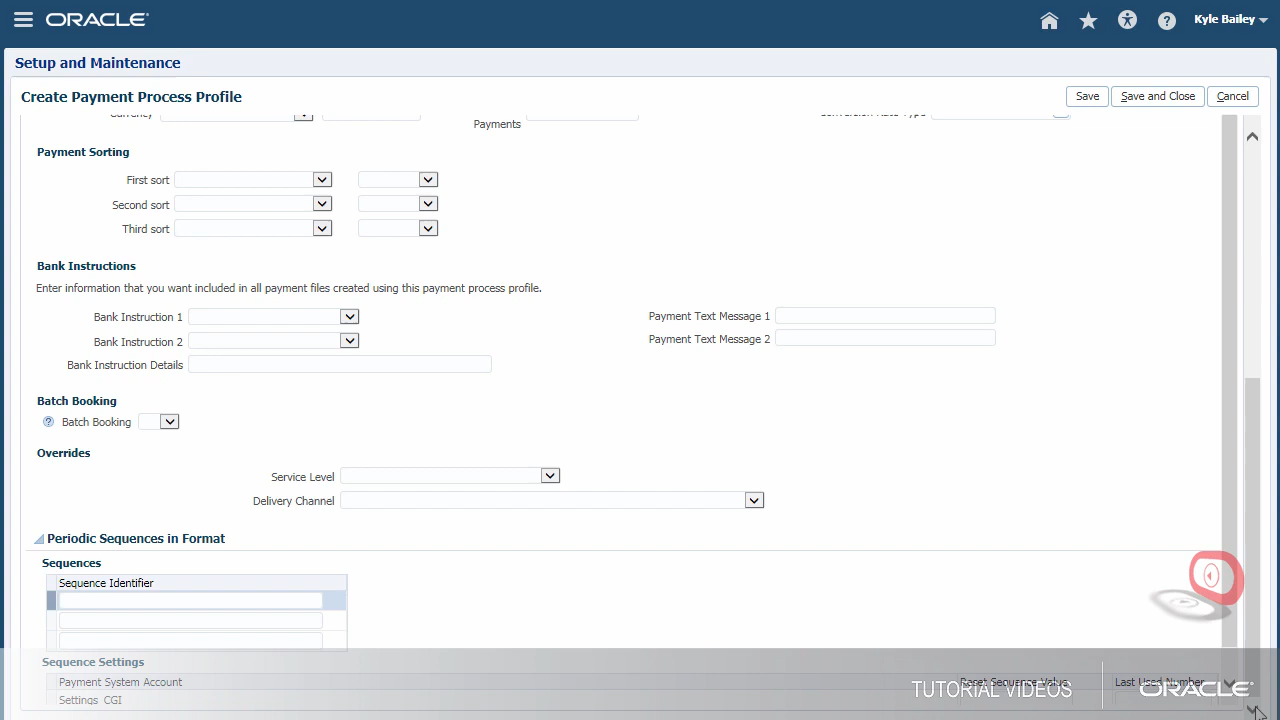 ORACLE
Kyle Bailey
Setup and Maintenance
Create Payment Process Profile
Save
Save and Close
Cancel
Currency
Payments
Conversion Rate Type
Payment Sorting
First sort
Second sort
Third sort
Bank Instructions
Enter information that you want included in all payment files created using this payment process profile.
Bank Instruction 1
Payment Text Message 1
Bank Instruction 2
Payment Text Message 2
Bank Instruction Details
Batch Booking
Batch Booking
Overrides
Service Level
Delivery Channel
Periodic Sequences in Format
Sequences
Sequence Identifier
Sequence Settings
Payment System Account
Reset Sequence Value
Last Used Number
Settings CGI
TUTORIAL VIDEOS
ORACLE